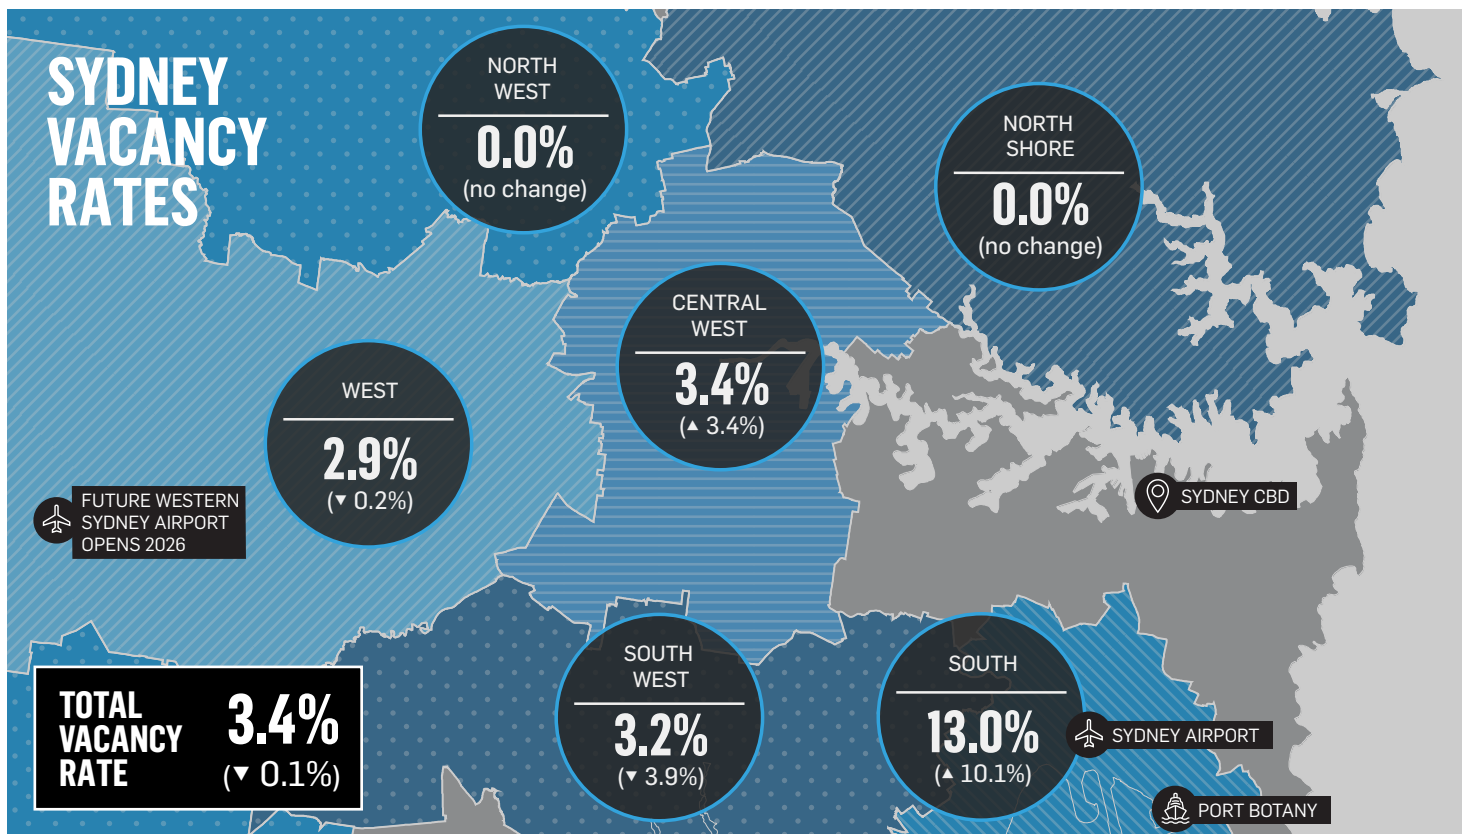 SYDNEY
VACANCY
RATES
NORTH
WEST
0.0%
(no change)
NORTH
SHORE
0.0%
(no change)
CENTRAL
WEST
3.4%
(▲ 3.4%)
WEST
2.9%
(▼ 0.2%)
FUTURE WESTERN
SYDNEY AIRPORT
OPENS 2026
SYDNEY CBD
SOUTH
WEST
3.2%
(▼ 3.9%)
SOUTH
13.0%
(▲ 10.1%)
SYDNEY AIRPORT
PORT BOTANY
TOTAL
VACANCY
RATE
3.4%
(▼ 0.1%)